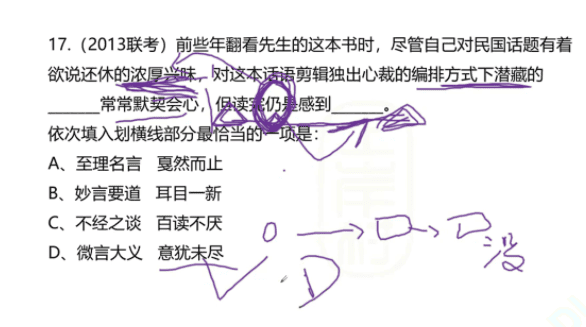 17.（2013联考）前些年翻看先生的这本书时，尽管自己对民国话题有着
欲说还休的浓厚兴味，对这本话语剪辑独出心裁的编排方式下潜藏的
______常常默契会心，但读完仍是感到______。
依次填入划横线部分最恰当的一项是：
A、至理名言 戛然而止
B、妙言要道 耳目一新
C、不经之谈 百读不厌
D、微言大义 意犹未尽
D
没